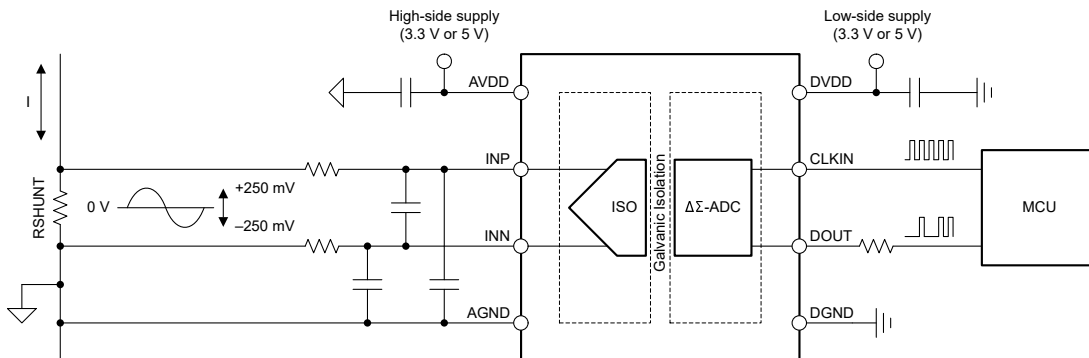 High-side supply
(3.3 V or 5 V)
Low-side supply
(3.3 V or 5 V)
AVDD
DVDD
I
INP
CLKIN
RSHUNT
0 V
+250 mV
–250 mV
ISO
Galvanic Isolation
ΔΣ-ADC
MCU
INN
DOUT
AGND
DGND